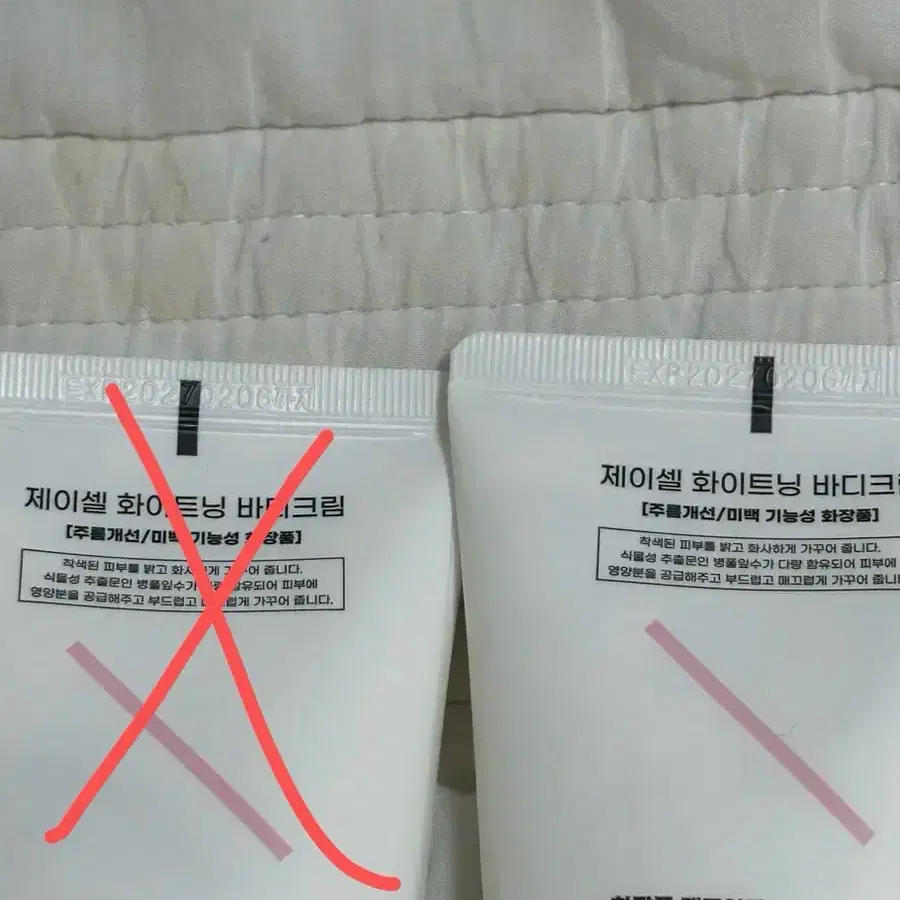 EXP20270206까지
제이셀 화이트닝 바디크림
[주름개선/미백 기능성 화장품]
착색된 피부를 밝고 화사하게 가꾸어 줍니다.
식물성 추출문인 병풀잎수가 다량 함유되어 피부에
영양분을 공급해주고 부드럽고 매끄럽게 가꾸어 줍니다.
EXP20270206까지
제이셀 화이트닝 바디크
[주름개선/미백 기능성 화장품]
착색된 피부를 밝고 화사하게 가꾸어 줍니다.
식물성 추출문인 병풀잎수가 다량 함유되어 피부에
영양분을 공급해주고 부드럽고 매끄럽게 가꾸어 줍니다.